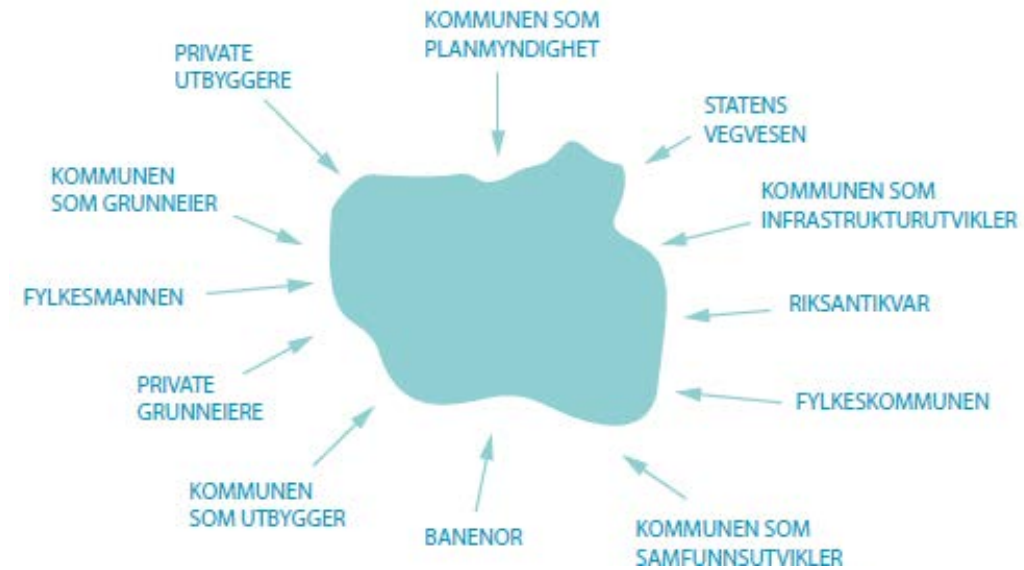 KOMMUNEN SOM
PLANMYNDIGHET
PRIVATE
UTBYGGERE
STATENS
VEGVESEN
KOMMUNEN
SOM GRUNNEIER
KOMMUNEN SOM
INFRASTRUKTURUTVIKLER
FYLKESMANNEN
RIKSANTIKVAR
PRIVATE
GRUNNEIERE
FYLKESKOMMUNEN
KOMMUNEN
SOM UTBYGGER
BANENOR
KOMMUNEN SOM
SAMFUNNSUTVIKLER